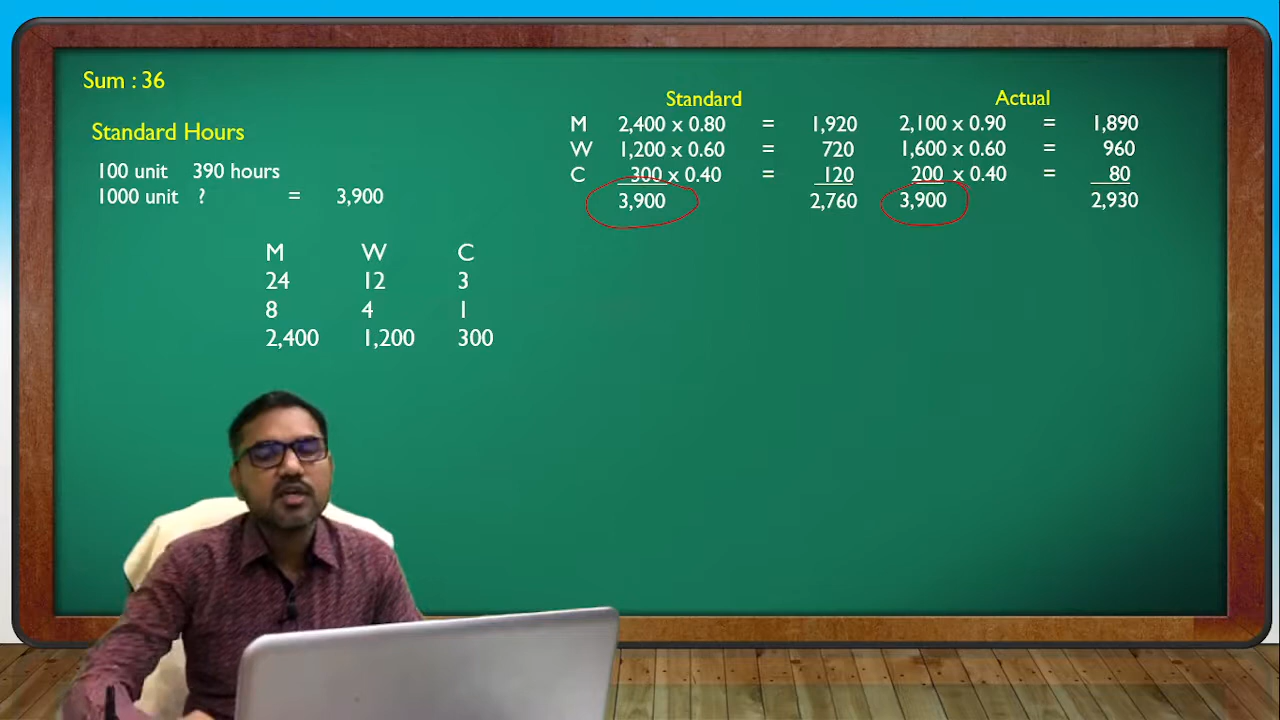 Sum : 36
Standard Hours
100 unit 390 hours
1000 unit ? = 3,900
M W C
24 12 3
8 4 1
2,400 1,200 300
Standard Actual
M 2,400 x 0.80 = 1,920 2,100 x 0.90 = 1,890
W 1,200 x 0.60 = 720 1,600 x 0.60 = 960
C 300 x 0.40 = 120 200 x 0.40 = 80
3,900 2,760 3,900 2,930